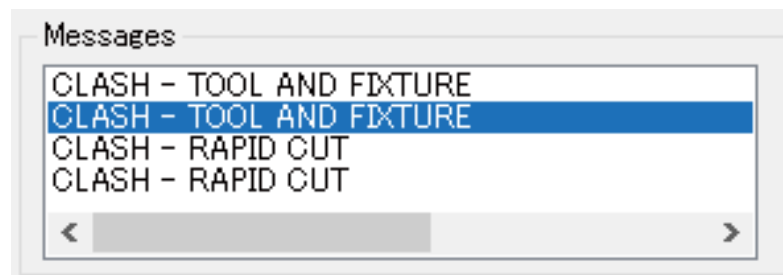 Messages
CLASH - TOOL AND FIXTURE
CLASH - TOOL AND FIXTURE
CLASH - RAPID CUT
CLASH - RAPID CUT